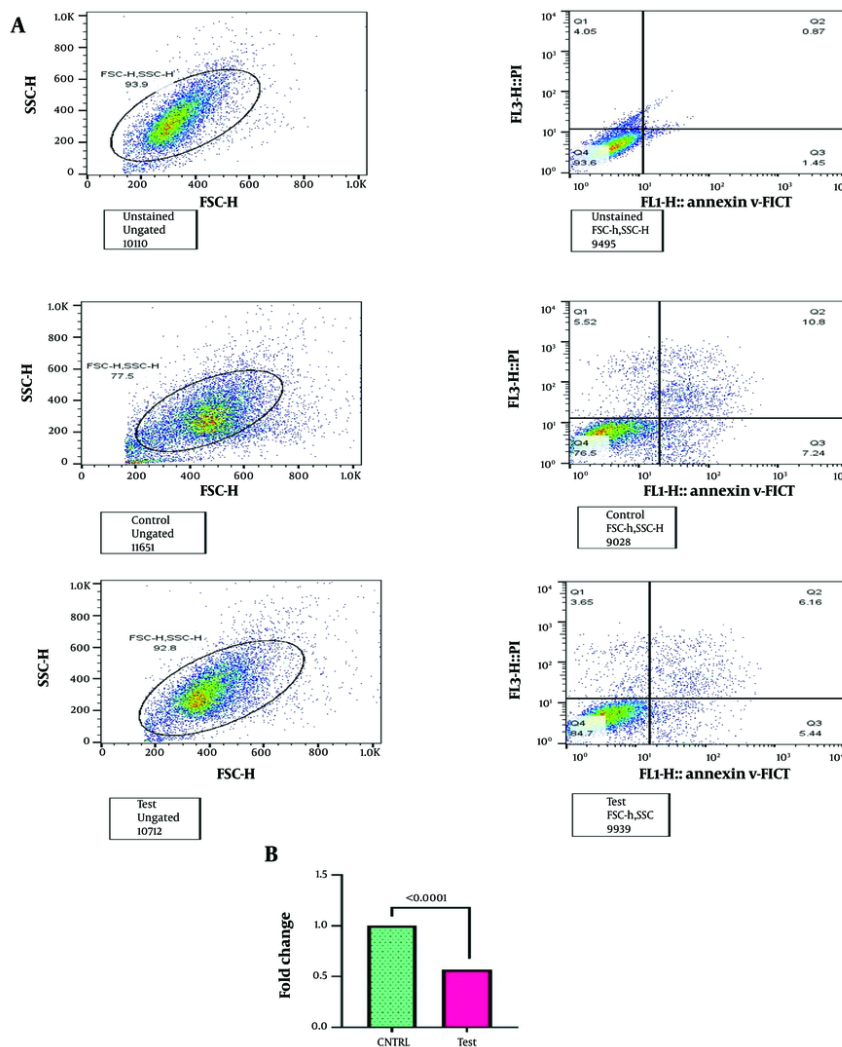 A
1.0K
800
600
400
200
0
SSC-H
FSC-H,SSC-H
93.9
0 200 400 600 800 1.0K
FSC-H
Unstained
Ungated
10110
Q1
4.05
Q2
0.87
10⁴
10³
10²
10¹
10⁰
FL3-H::PI
Q4
93.6
Q3
1.45
10⁰ 10¹ 10² 10³
FL1-H:: annexin v-FICT
Unstained
FSC-h,SSC-H
9495
1.0K
800
600
400
200
0
SSC-H
FSC-H,SSC-H
77.5
0 200 400 600 800 1.0K
FSC-H
Control
Ungated
11651
Q1
5.52
Q2
10.8
10⁴
10³
10²
10¹
10⁰
FL3-H::PI
Q4
76.5
Q3
7.24
10⁰ 10¹ 10² 10³
FL1-H:: annexin v-FICT
Control
FSC-h,SSC-H
9028
1.0K
800
600
400
200
0
SSC-H
FSC-H,SSC-H
92.8
0 200 400 600 800 1.0K
FSC-H
Test
Ungated
10712
Q1
3.65
Q2
6.16
10⁴
10³
10²
10¹
10⁰
FL3-H::PI
Q4
84.7
Q3
5.44
10⁰ 10¹ 10² 10³
FL1-H:: annexin v-FICT
Test
FSC-h,SSC
9939
B
1.5
1.0
0.5
0.0
Fold change
<0.0001
CNTRL Test